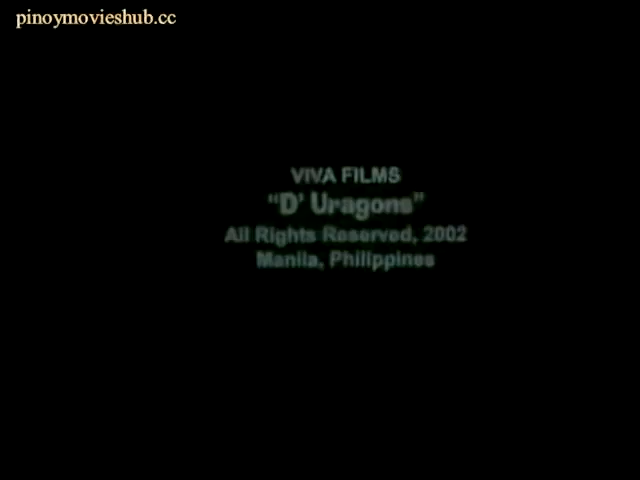 pinoymovieshub.cc
VIVA FILMS
"D' Uragons"
All Rights Reserved, 2002
Manila, Philippines